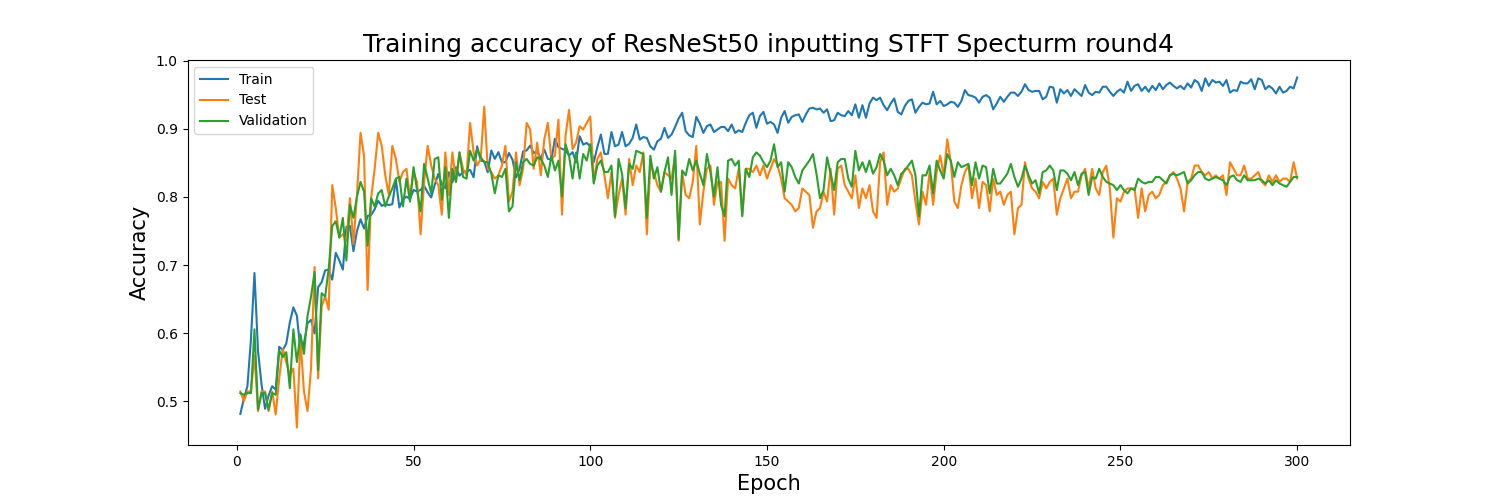 Training accuracy of ResNeSt50 inputting STFT Specturm round4
1.0
0.9
0.8
0.7
0.6
0.5
Accuracy
Train
Test
Validation
0 50 100 150 200 250 300
Epoch